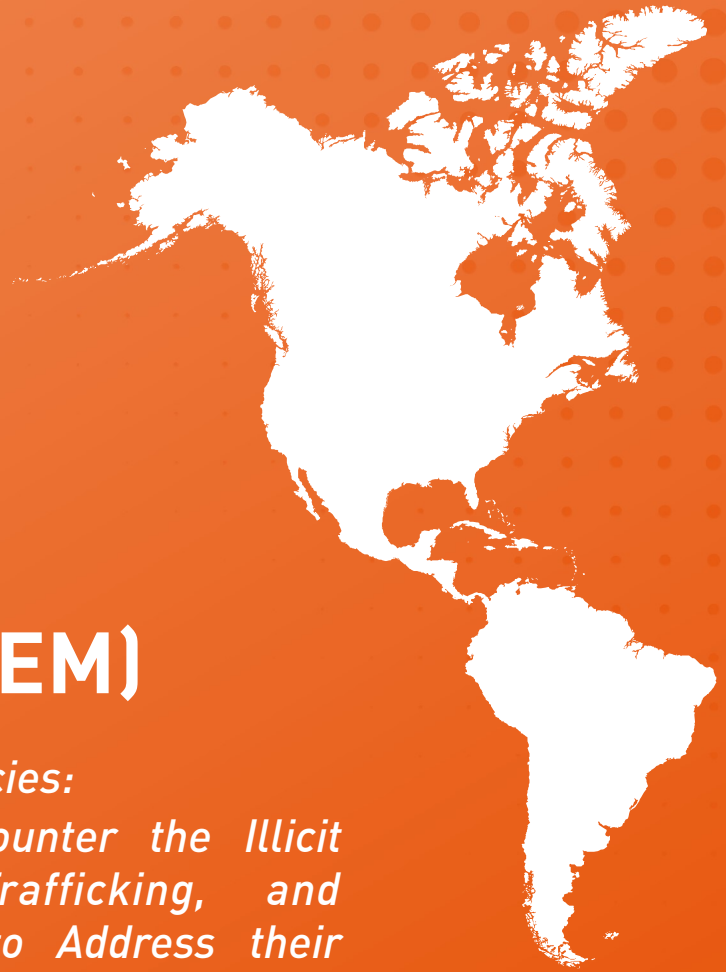 EM)
cies:
ounter the Illicit
rafficking, and
o Address their